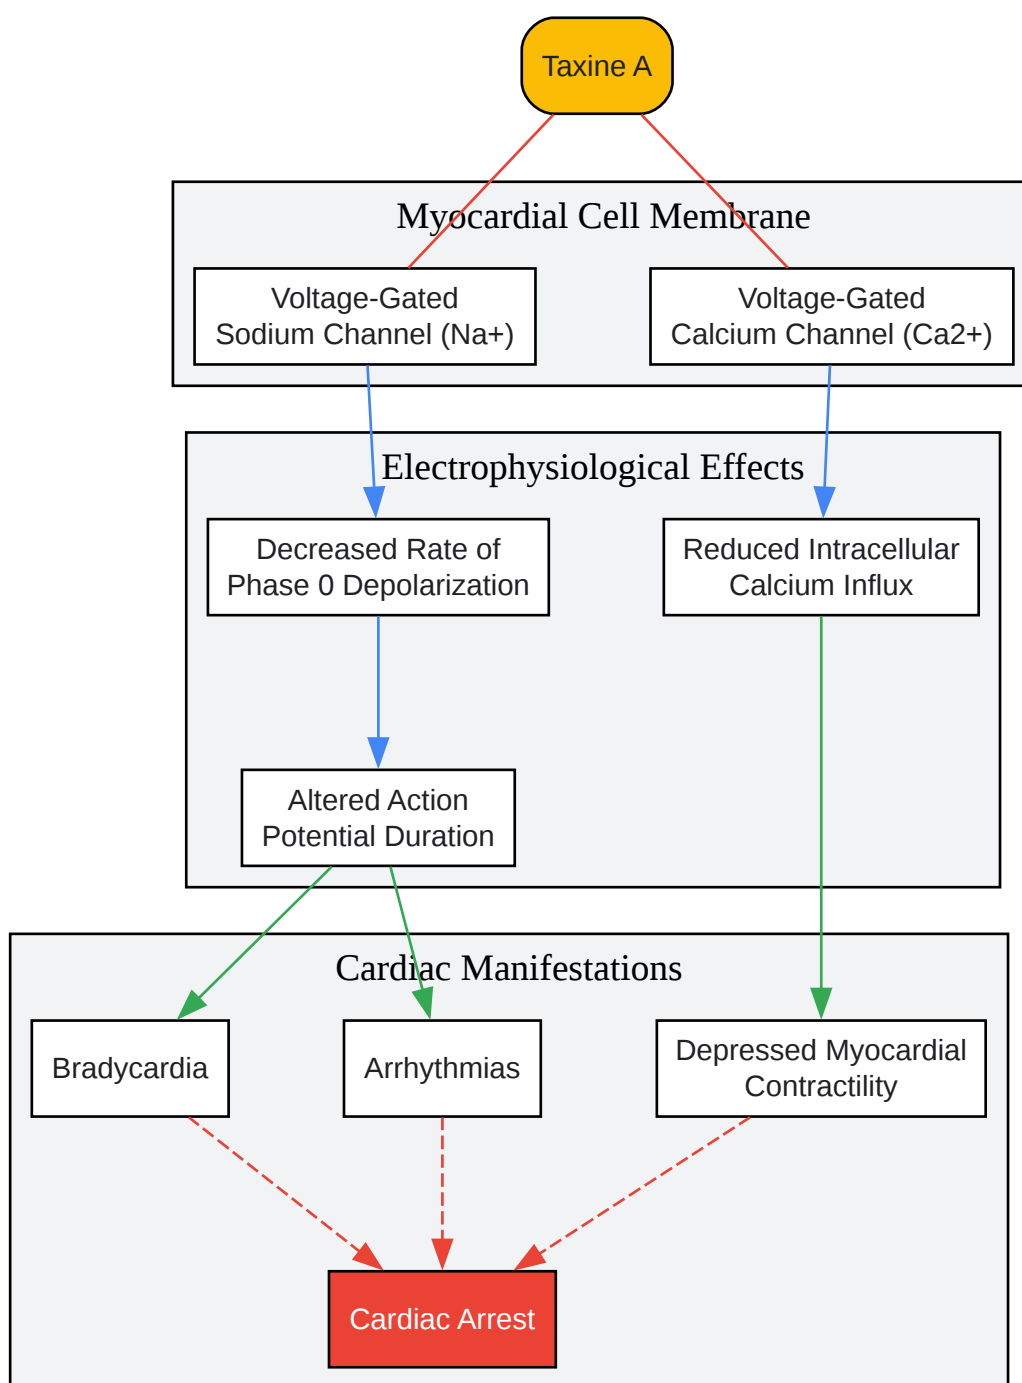 Taxine A
Myocardial Cell Membrane
Voltage-Gated
Sodium Channel (Na+)
Voltage-Gated
Calcium Channel (Ca2+)
Electrophysiological Effects
Decreased Rate of
Phase 0 Depolarization
Reduced Intracellular
Calcium Influx
Altered Action
Potential Duration
Cardiac Manifestations
Bradycardia
Arrhythmias
Depressed Myocardial
Contractility
Cardiac Arrest